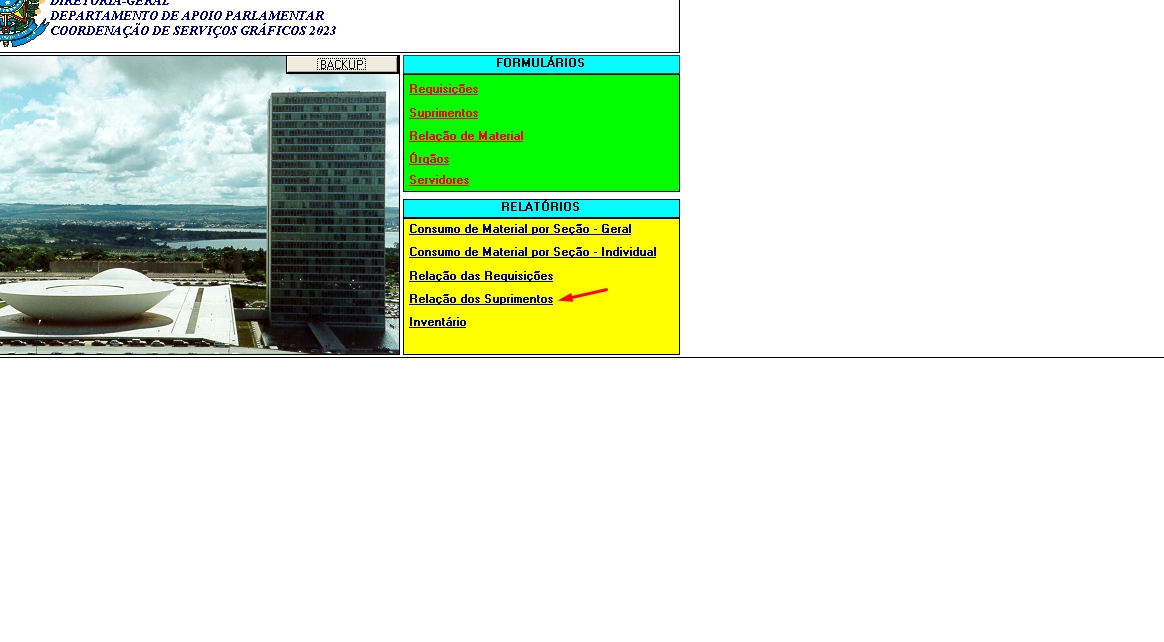 DIRETORIA-GERAL
DEPARTAMENTO DE APOIO PARLAMENTAR
COORDENAÇÃO DE SERVIÇOS GRÁFICOS 2023
BACKUP
FORMULÁRIOS
Requisições
Suprimentos
Relação de Material
Órgãos
Servidores
RELATÓRIOS
Consumo de Material por Seção - Geral
Consumo de Material por Seção - Individual
Relação das Requisições
Relação dos Suprimentos
Inventário